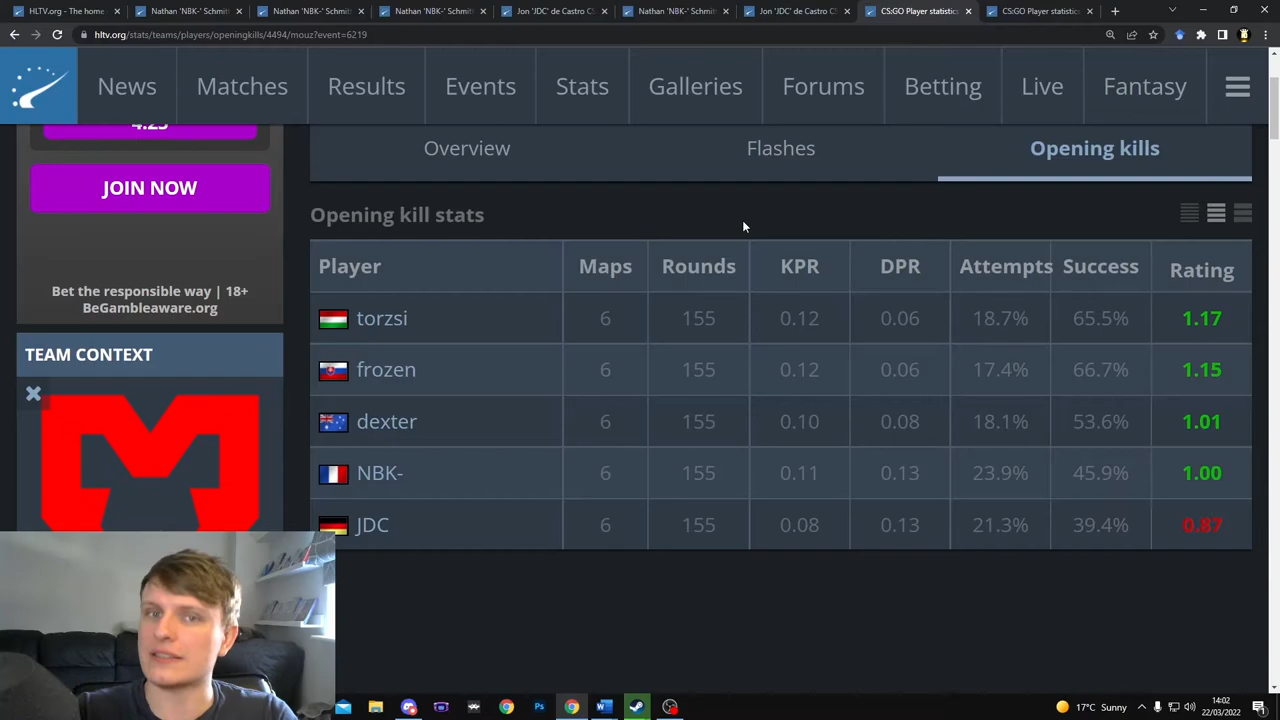 HLTV.org - The home
Nathan 'NBK-' Schmit
Nathan 'NBK-' Schmit
Nathan 'NBK-' Schmit
Jon 'JDC' de Castro CS
Nathan 'NBK-' Schmit
Jon 'JDC' de Castro CS
CS:GO Player statistics
CS:GO Player statistics
hltv.org/stats/teams/players/openingkills/4494/mouz?event=6219
News
Matches
Results
Events
Stats
Galleries
Forums
Betting
Live
Fantasy
4.25
JOIN NOW
Bet the responsible way | 18+
BeGambleaware.org
TEAM CONTEXT
Overview
Flashes
Opening kills
Opening kill stats
Player Maps Rounds KPR DPR Attempts Success Rating
torzsi 6 155 0.12 0.06 18.7% 65.5% 1.17
frozen 6 155 0.12 0.06 17.4% 66.7% 1.15
dexter 6 155 0.10 0.08 18.1% 53.6% 1.01
NBK- 6 155 0.11 0.13 23.9% 45.9% 1.00
JDC 6 155 0.08 0.13 21.3% 39.4% 0.87
17°C Sunny
14:02
22/03/2022